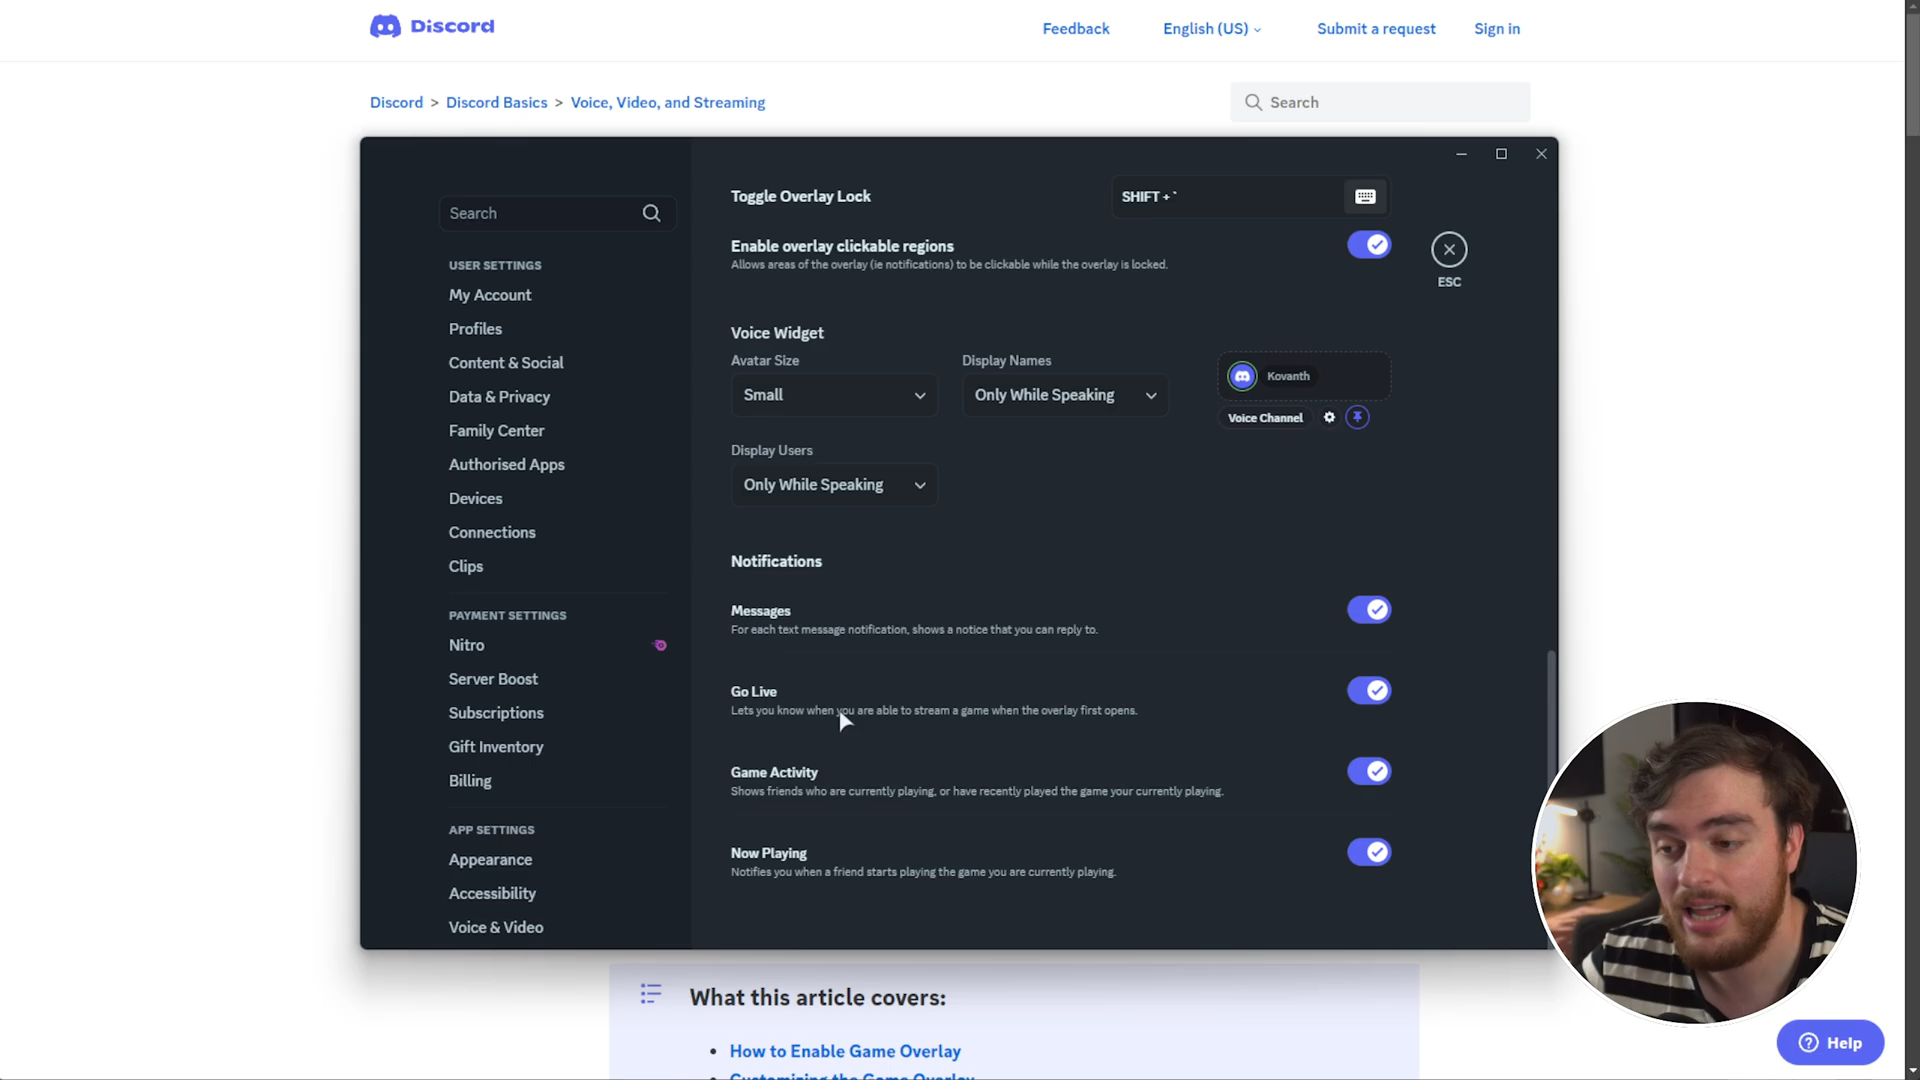 Discord
Feedback
English (US)
Submit a request
Sign in
Discord > Discord Basics > Voice, Video, and Streaming
Search
Search
USER SETTINGS
My Account
Profiles
Content & Social
Data & Privacy
Family Center
Authorised Apps
Devices
Connections
Clips
PAYMENT SETTINGS
Nitro
Server Boost
Subscriptions
Gift Inventory
Billing
APP SETTINGS
Appearance
Accessibility
Voice & Video
Toggle Overlay Lock
SHIFT + `
Enable overlay clickable regions
Allows areas of the overlay (ie notifications) to be clickable while the overlay is locked.
ESC
Voice Widget
Avatar Size
Small
Display Names
Only While Speaking
Kovanth
Voice Channel
Display Users
Only While Speaking
Notifications
Messages
For each text message notification, shows a notice that you can reply to.
Go Live
Lets you know when you are able to stream a game when the overlay first opens.
Game Activity
Shows friends who are currently playing, or have recently played the game your currently playing.
Now Playing
Notifies you when a friend starts playing the game you are currently playing.
What this article covers:
• How to Enable Game Overlay
• Customizing the Game Overlay
Help